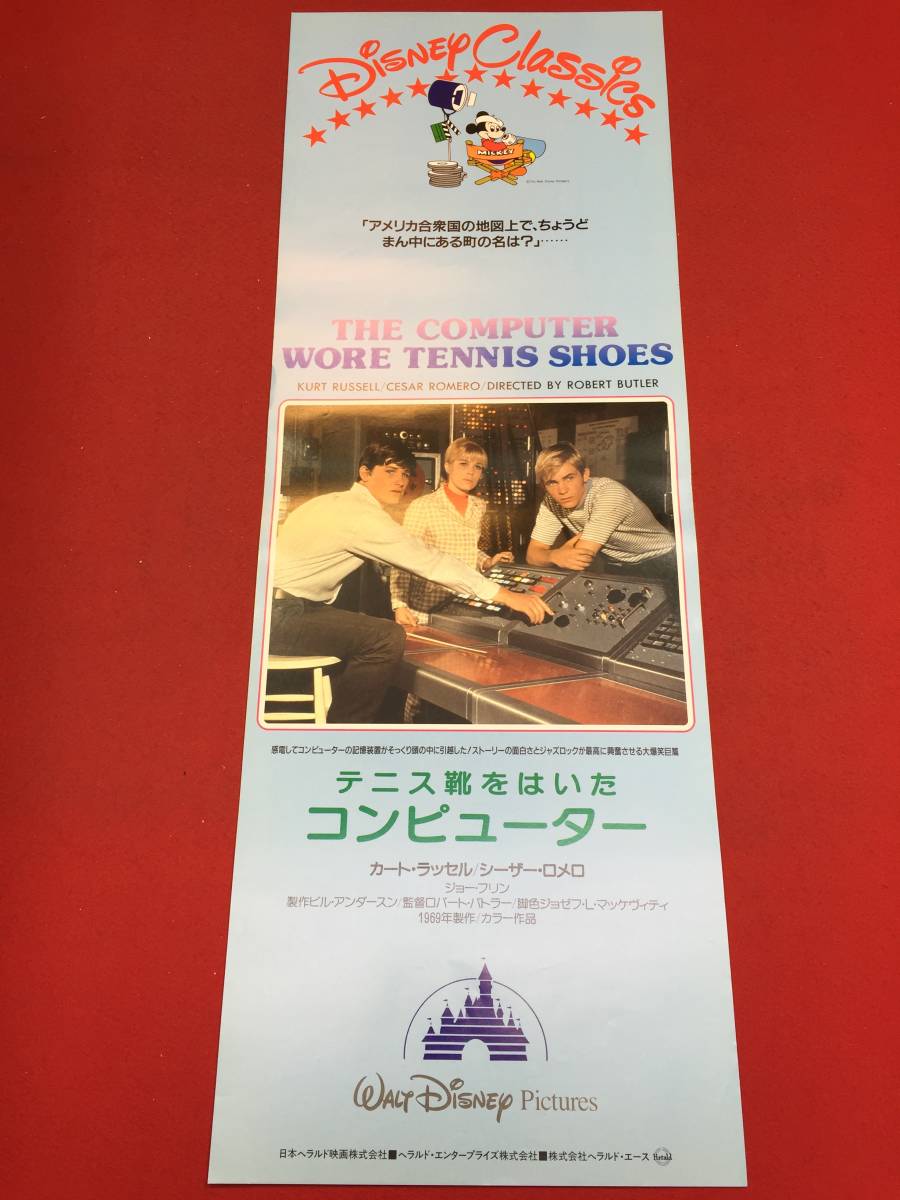 Disney Classics
MICKEY
「アメリカ合衆国の地図上で、ちょうど
まん中にある町の名は?」……
THE COMPUTER
WORE TENNIS SHOES
KURT RUSSELL/CESAR ROMERO/DIRECTED BY ROBERT BUTLER
感電してコンピューターの記憶装置がそっくり頭の中に引越した!ストーリーの面白さとジャズロックが最高に興奮させる大爆笑巨篇
テニス靴をはいた
コンピューター
カート・ラッセル/シーザー・ロメロ
ジョー・フリン
製作ビル・アンダースン/監督ロバート・バトラー/脚色ジョゼフ・L・マッケヴィティ
1969年製作/カラー作品
WALT DISNEY Pictures
日本ヘラルド映画株式会社■ヘラルド・エンタープライズ株式会社■株式会社ヘラルド・エース Herald